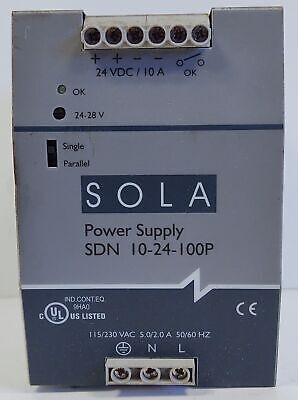 + + − −
24 VDC / 10 A OK
OK
24-28 V
Single
Parallel
SOLA
Power Supply
SDN 10-24-100P
IND.CONT.EQ.
9HA0
C UL US LISTED
CE
115/230 VAC 5.0/2.0 A 50/60 HZ
N L